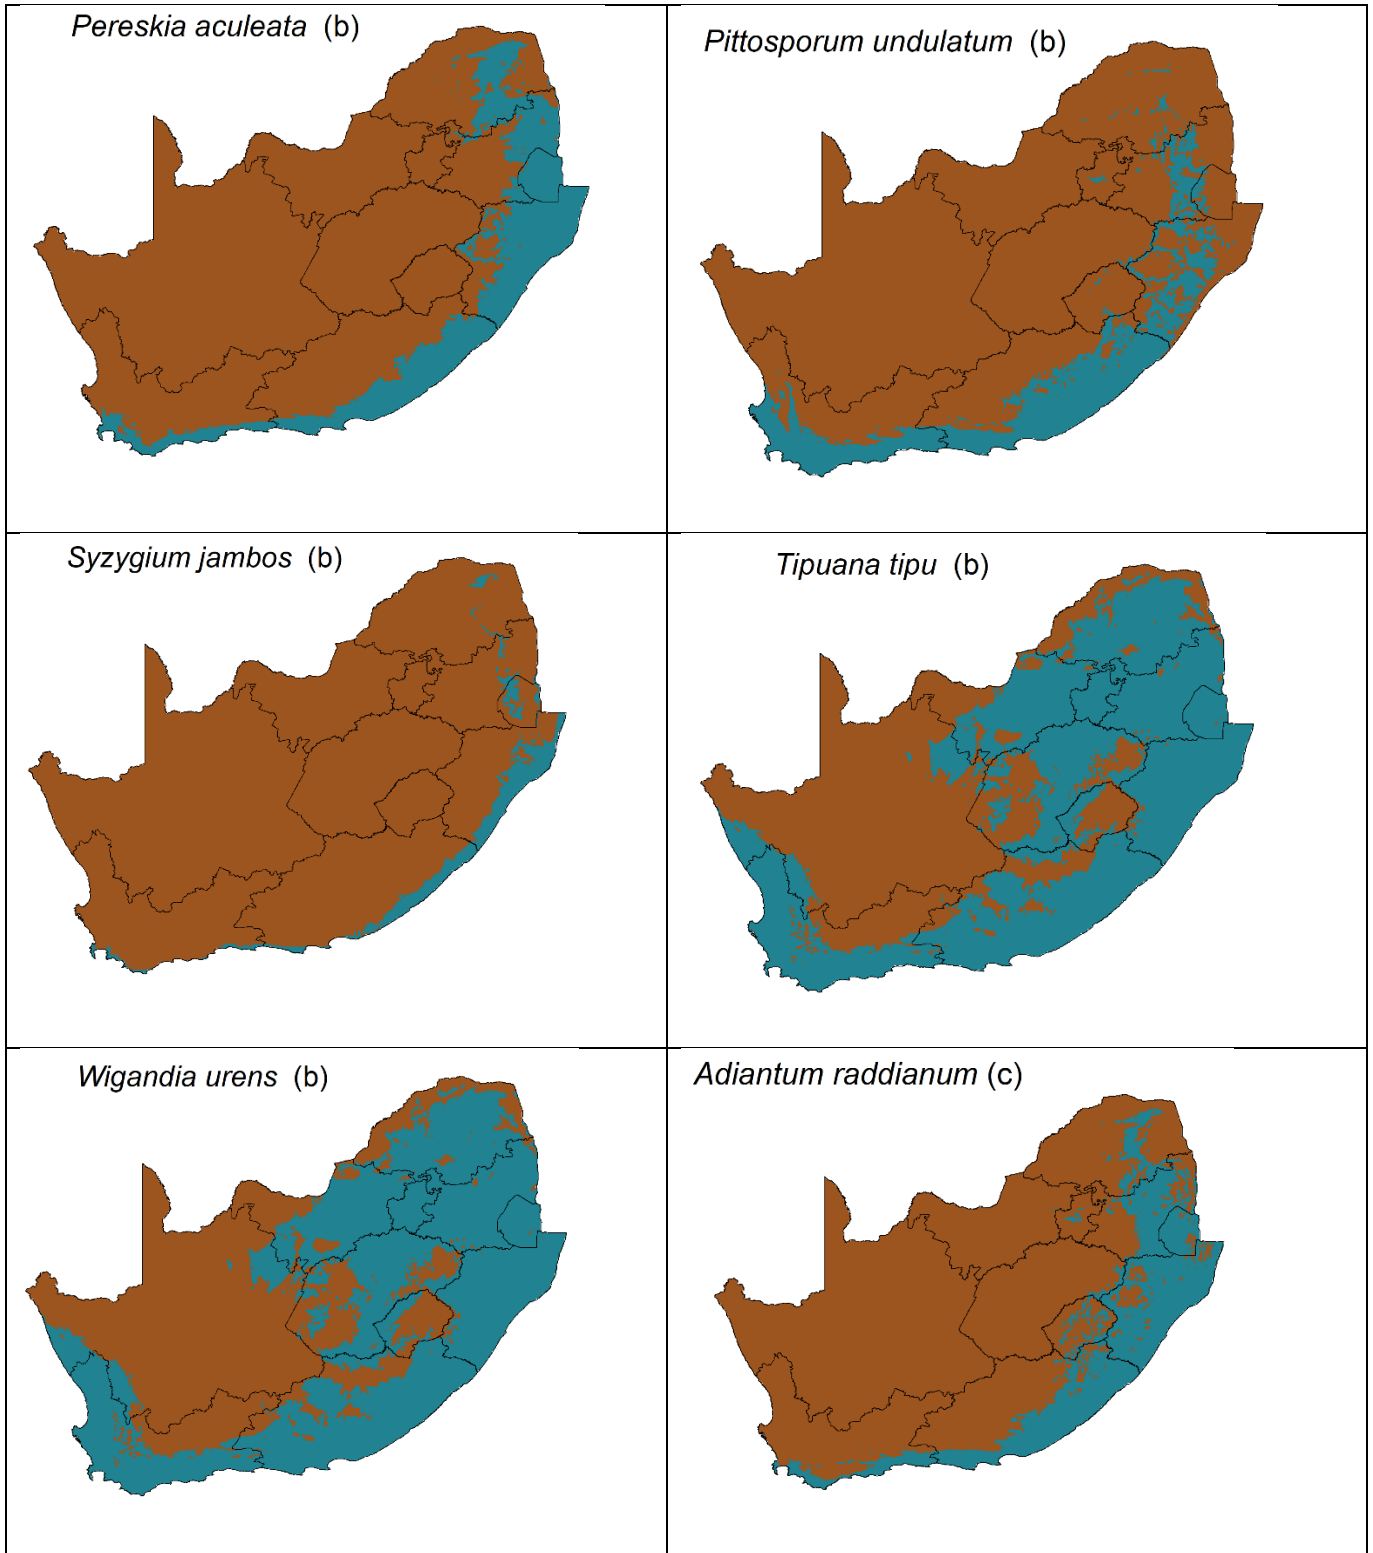 Pereskia aculeata (b)
Pittosporum undulatum (b)
Syzygium jambos (b)
Tipuana tipu (b)
Wigandia urens (b)
Adiantum raddianum (c)